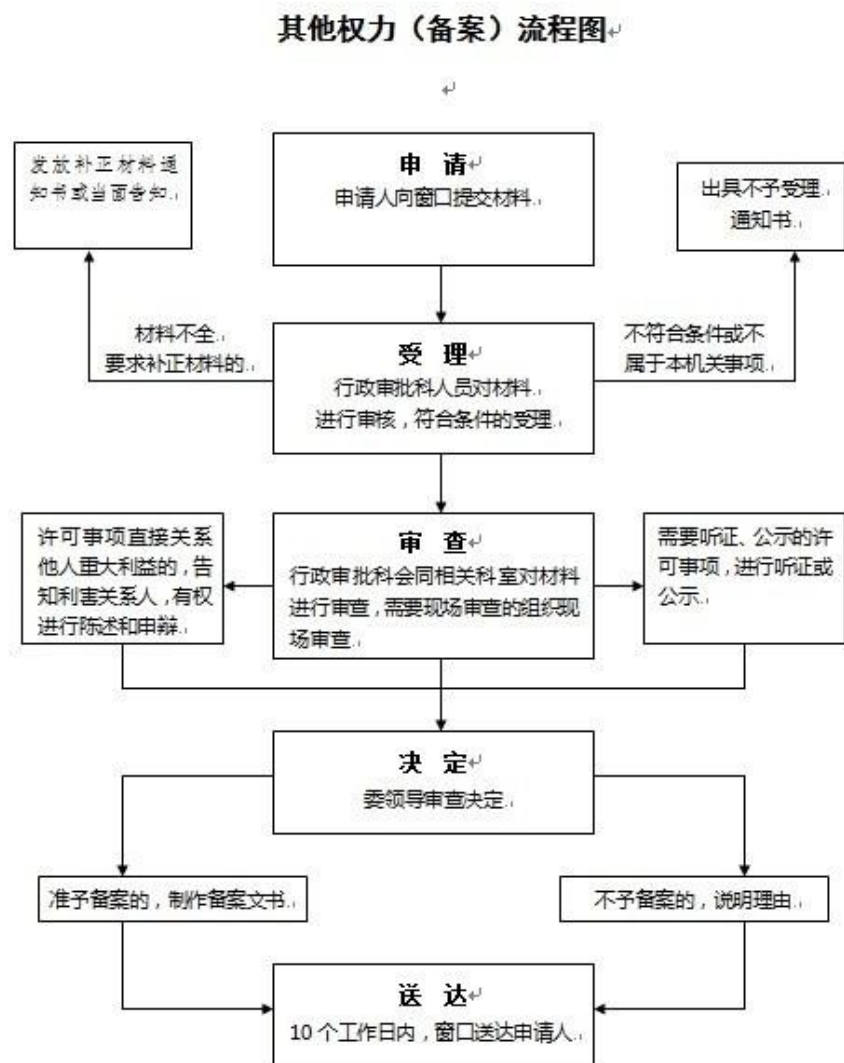 其他权力（备案）流程图
申 请
申请人向窗口提交材料
发放补正材料通
知书或当面告知
出具不予受理
通知书
材料不全
要求补正材料的
不符合条件或不
属于本机关事项
受 理
行政审批科人员对材料
进行审核，符合条件的受理
许可事项直接关系
他人重大利益的，告
知利害关系人，有权
进行陈述和申辩
审 查
行政审批科会同相关科室对材料
进行审查，需要现场审查的组织现
场审查
需要听证、公示的许
可事项，进行听证或
公示
决 定
委领导审查决定
准予备案的，制作备案文书
不予备案的，说明理由
送 达
10个工作日内，窗口送达申请人